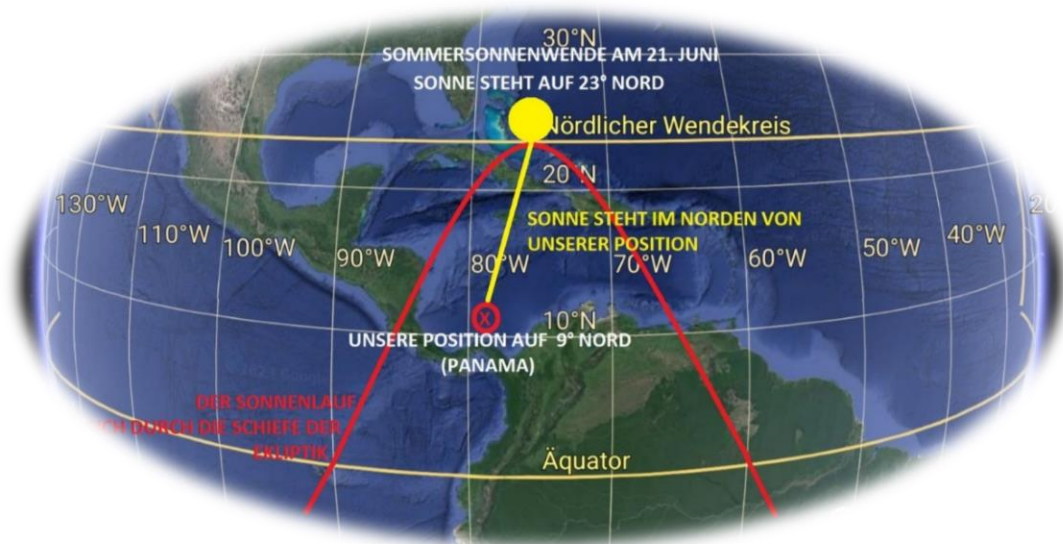 30°N
SOMMERSONNENWENDE AM 21. JUNI
SONNE STEHT AUF 23° NORD
Nördlicher Wendekreis
20°N
130°W
110°W
100°W
90°W
80°W
70°W
60°W
50°W
40°W
20
SONNE STEHT IM NORDEN VON
UNSERER POSITION
X
10°N
UNSERE POSITION AUF 9° NORD
(PANAMA)
DER SONNENLAUF
ICH DURCH DIE SCHIEFE DER
EKLIPTIK
Äquator